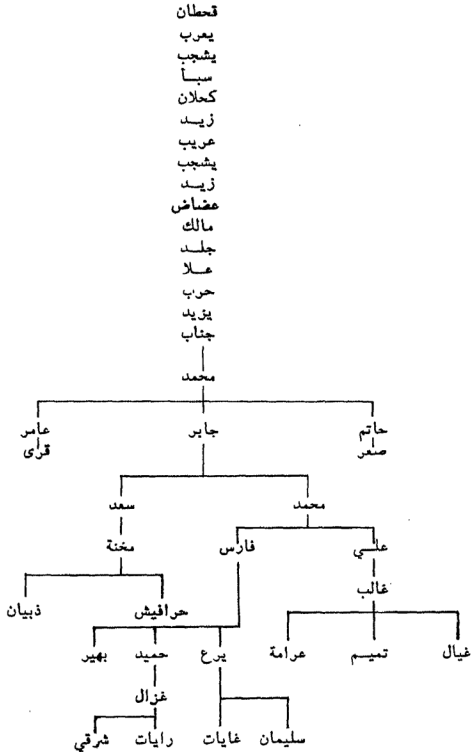 قحطان
يعرب
يشجب
سبأ
كحلان
زيد
عريب
يشجب
زيد
عضاض
مالك
جلد
علا
حرب
يزيد
جناب
محمد
حاتم جابر عامر
صعر قرى
محمد سعد
علي فارس مخنة
غالب
حرافيش ذبيان
غيال تميم عرامة يرع حميد بهير
غزال
سليمان غايات رايات شرقي